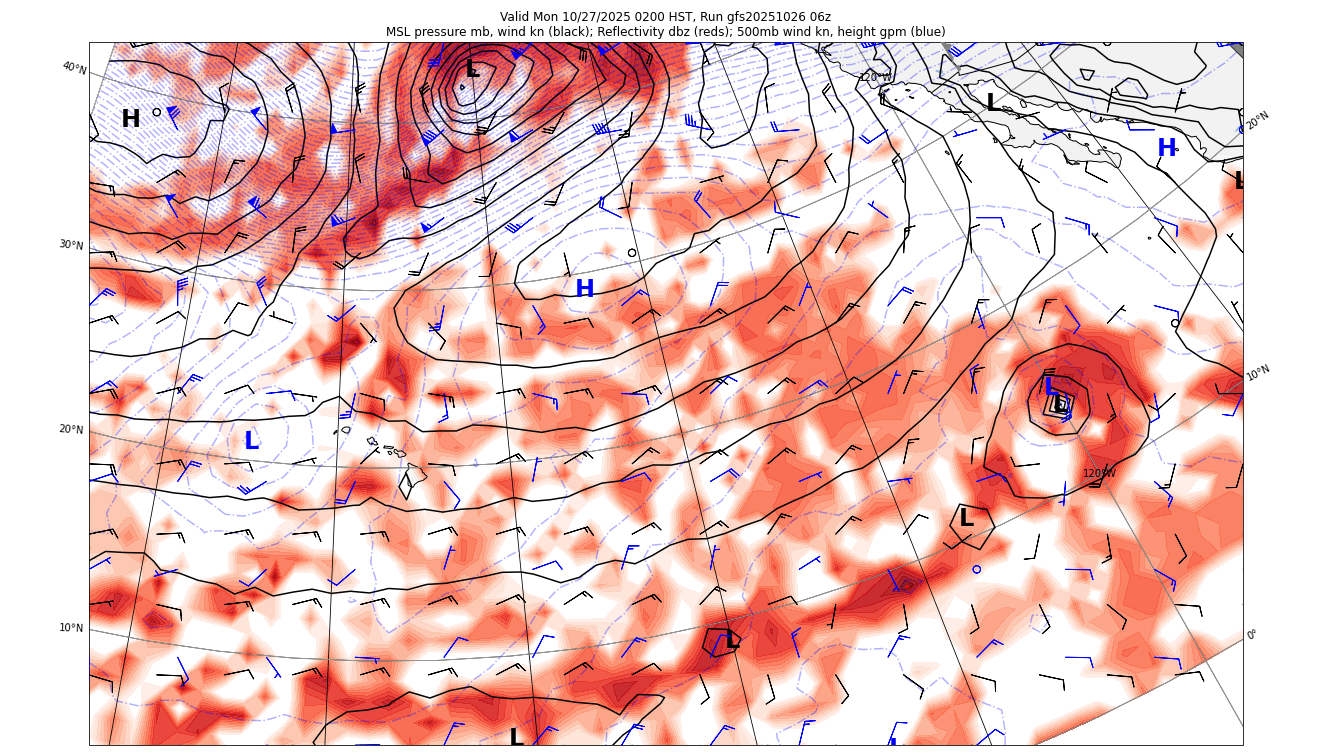 Valid Mon 10/27/2025 0200 HST, Run gfs20251026 06z
MSL pressure mb, wind kn (black); Reflectivity dbz (reds); 500mb wind kn, height gpm (blue)
40°N
L
120°W
L
H
20°N
H
L
30°N
H
10°N
L
L
20°N
L
120°W
L
10°N
L
0°
L
L